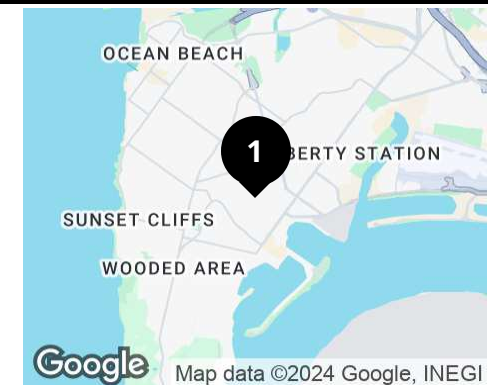 OCEAN BEACH
1
BERTY STATION
SUNSET CLIFFS
WOODED AREA
Google
Map data ©2024 Google, INEGI